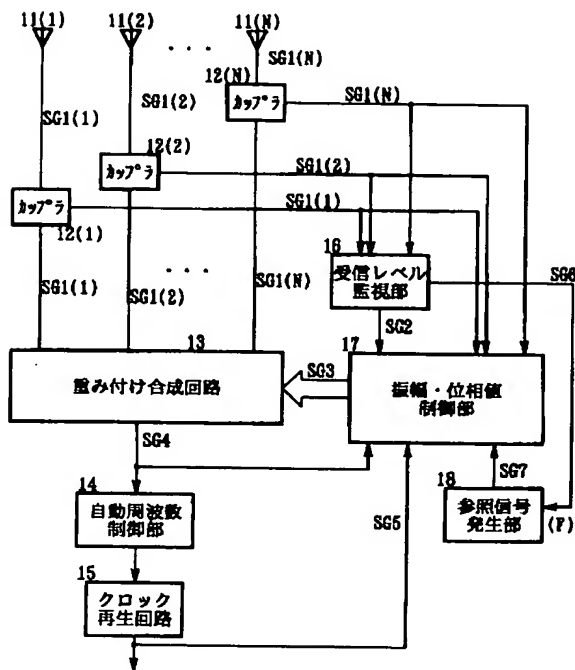 11(1)
11(2)
. . .
11(N)
SG1(N)
12(N)
カップラ
SG1(N)
SG1(2)
SG1(1)
12(2)
カップラ
SG1(2)
カップラ
SG1(1)
12(1)
16
受信レベル
監視部
SG6
. . .
SG1(1)
SG1(2)
SG1(N)
SG2
13
17
重み付け合成回路
SG3
振幅・位相値
制御部
SG4
SG7
14
18
自動周波数
制御部
SG5
参照信号
発生部
(F)
15
クロック
再生回路